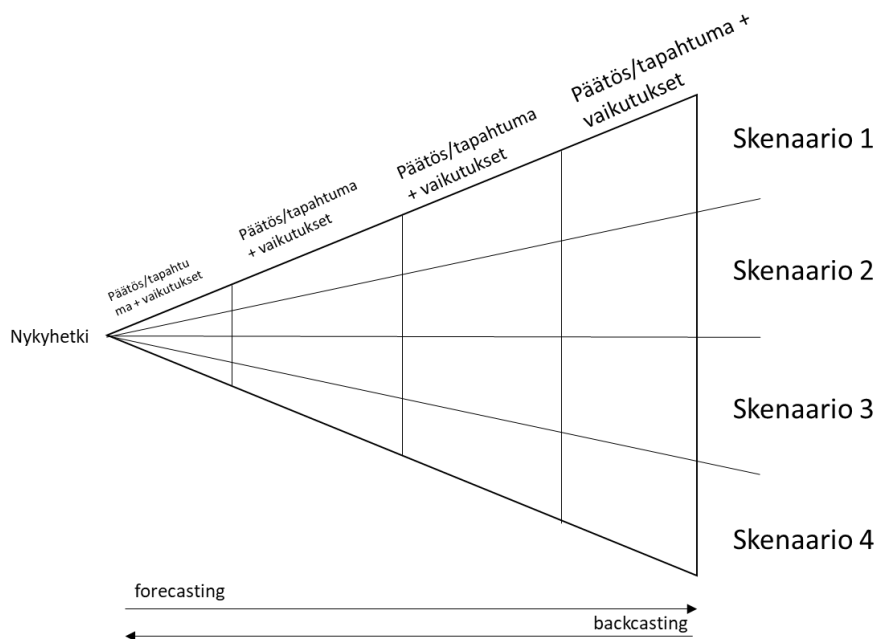 Päätös/tapahtuma +
vaikutukset
Skenaario 1
Päätös/tapahtuma
+ vaikutukset
Päätös/tapahtuma
+ vaikutukset
Päätös/tapahtu
ma + vaikutukset
Skenaario 2
Nykyhetki
Skenaario 3
Skenaario 4
forecasting
backcasting